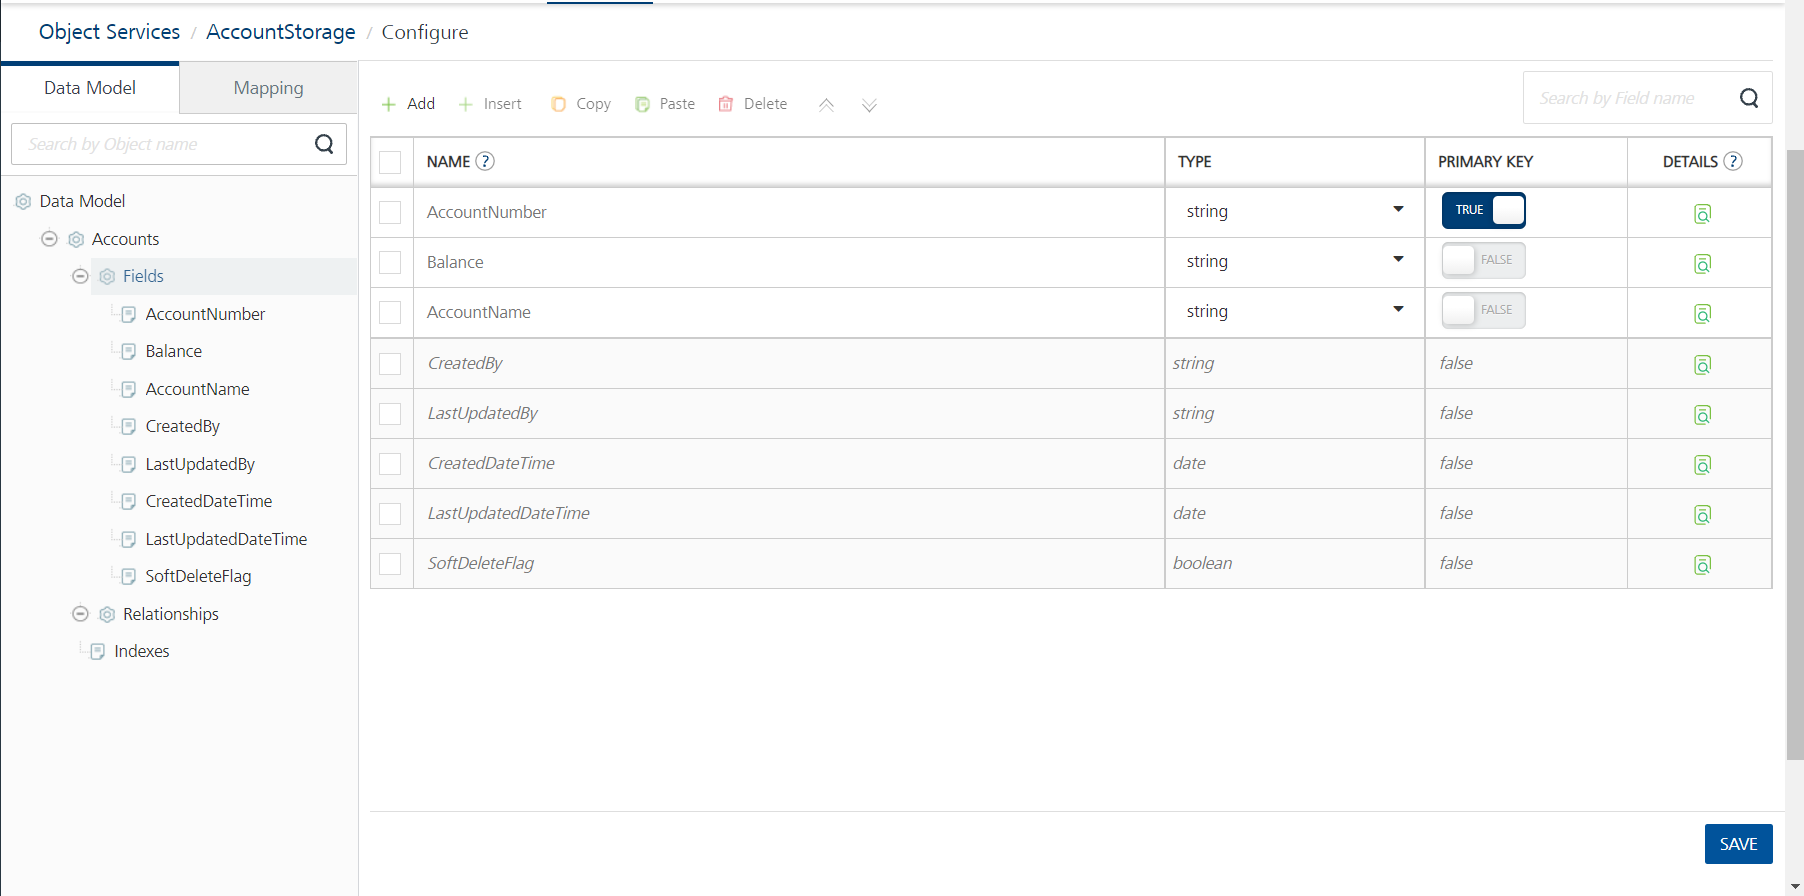 Object Services / AccountStorage / Configure
Data Model Mapping
Search by Object name
Data Model
Accounts
Fields
AccountNumber
Balance
AccountName
CreatedBy
LastUpdatedBy
CreatedDateTime
LastUpdatedDateTime
SoftDeleteFlag
Relationships
Indexes
Add Insert Copy Paste Delete
Search by Field name
NAME ? TYPE PRIMARY KEY DETAILS ?
AccountNumber string TRUE
Balance string FALSE
AccountName string FALSE
CreatedBy string false
LastUpdatedBy string false
CreatedDateTime date false
LastUpdatedDateTime date false
SoftDeleteFlag boolean false
SAVE